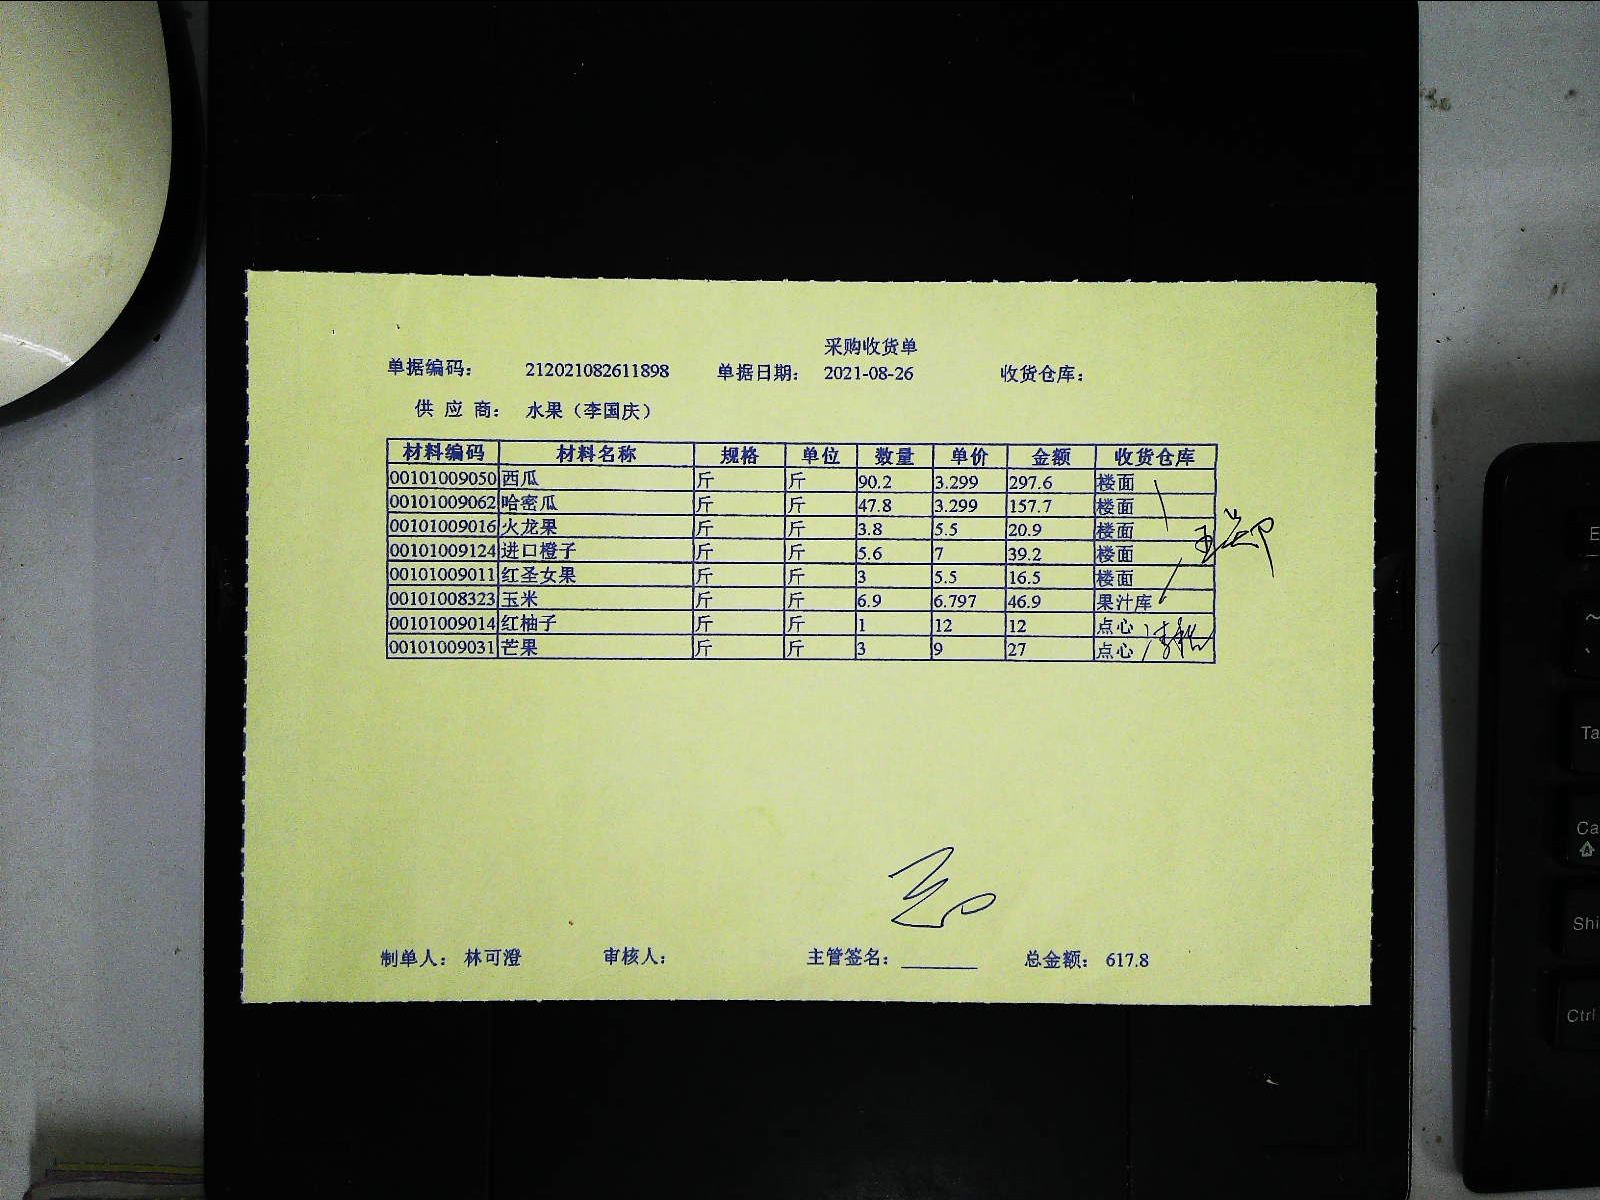 采购收货单
单据编码： 212021082611898 单据日期： 2021-08-26 收货仓库：
供 应 商： 水果（李国庆）
材料编码 材料名称 规格 单位 数量 单价 金额 收货仓库
00101009050 西瓜 斤 斤 90.2 3.299 297.6 楼面
00101009062 哈密瓜 斤 斤 47.8 3.299 157.7 楼面
00101009016 火龙果 斤 斤 3.8 5.5 20.9 楼面
00101009124 进口橙子 斤 斤 5.6 7 39.2 楼面
00101009011 红圣女果 斤 斤 3 5.5 16.5 楼面
00101008323 玉米 斤 斤 6.9 6.797 46.9 果汁库
00101009014 红柚子 斤 斤 1 12 12 点心
00101009031 芒果 斤 斤 3 9 27 点心
制单人： 林可澄 审核人： 主管签名： 总金额： 617.8
Ctrl